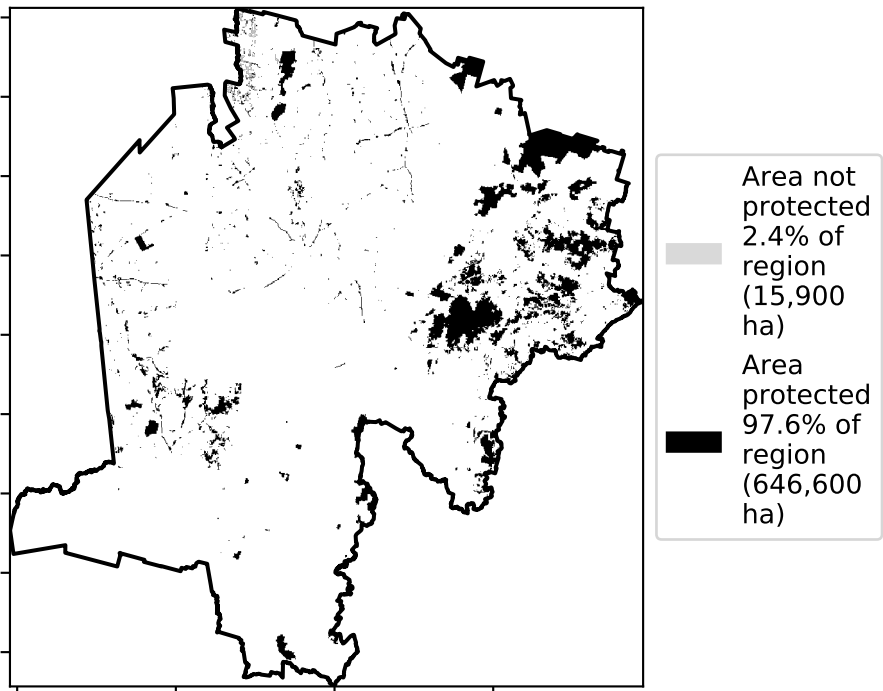 Area not
protected
2.4% of
region
(15,900
ha)
Area
protected
97.6% of
region
(646,600
ha)